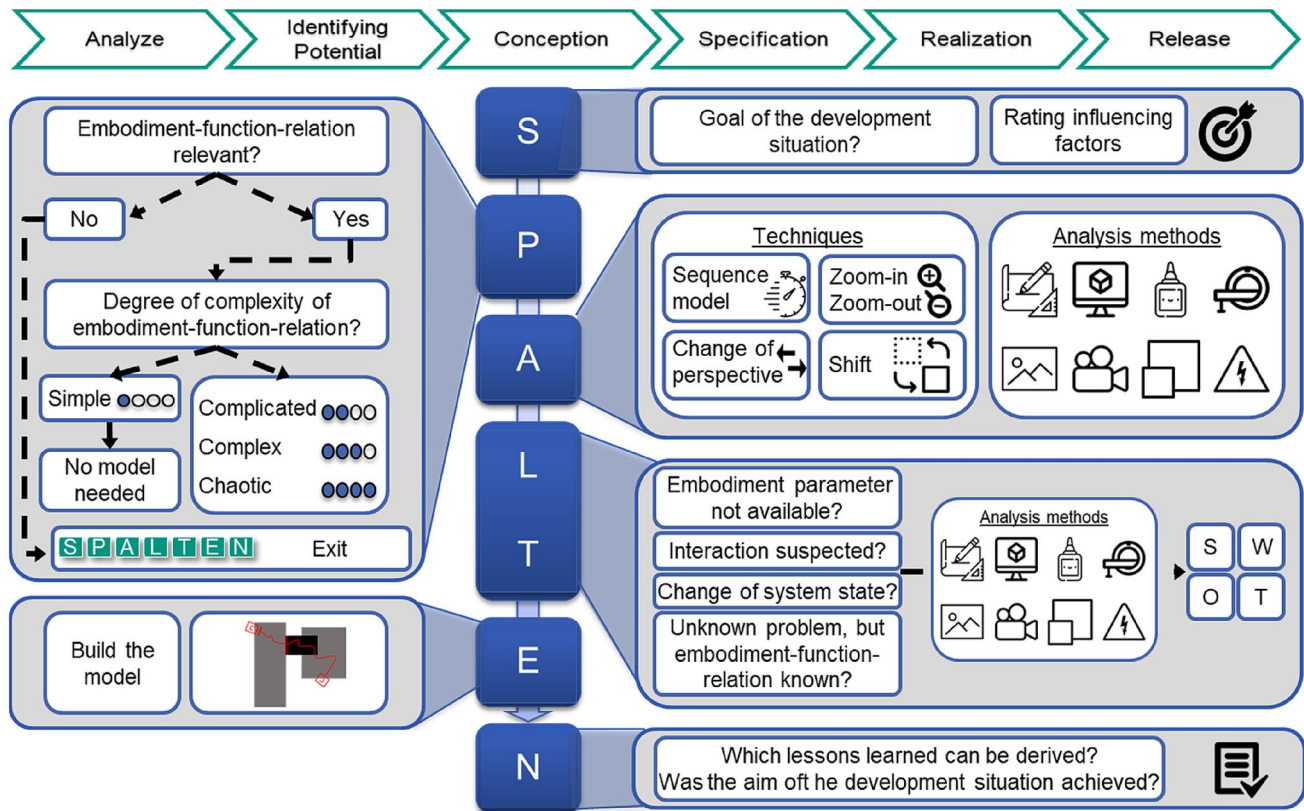 Analyze
Identifying
Potential
Conception
Specification
Realization
Release
Embodiment-function-relation
relevant?
No
Yes
Degree of complexity of
embodiment-function-relation?
Simple
Complicated
Complex
Chaotic
No model
needed
SPALTEN
Exit
Build the
model
S
P
A
L
T
E
N
Goal of the development
situation?
Rating influencing
factors
Techniques
Sequence
model
Zoom-in
Zoom-out
Change of
perspective
Shift
Analysis methods
Embodiment parameter
not available?
Interaction suspected?
Change of system state?
Unknown problem, but
embodiment-function-
relation known?
Analysis methods
S W
O T
Which lessons learned can be derived?
Was the aim oft he development situation achieved?